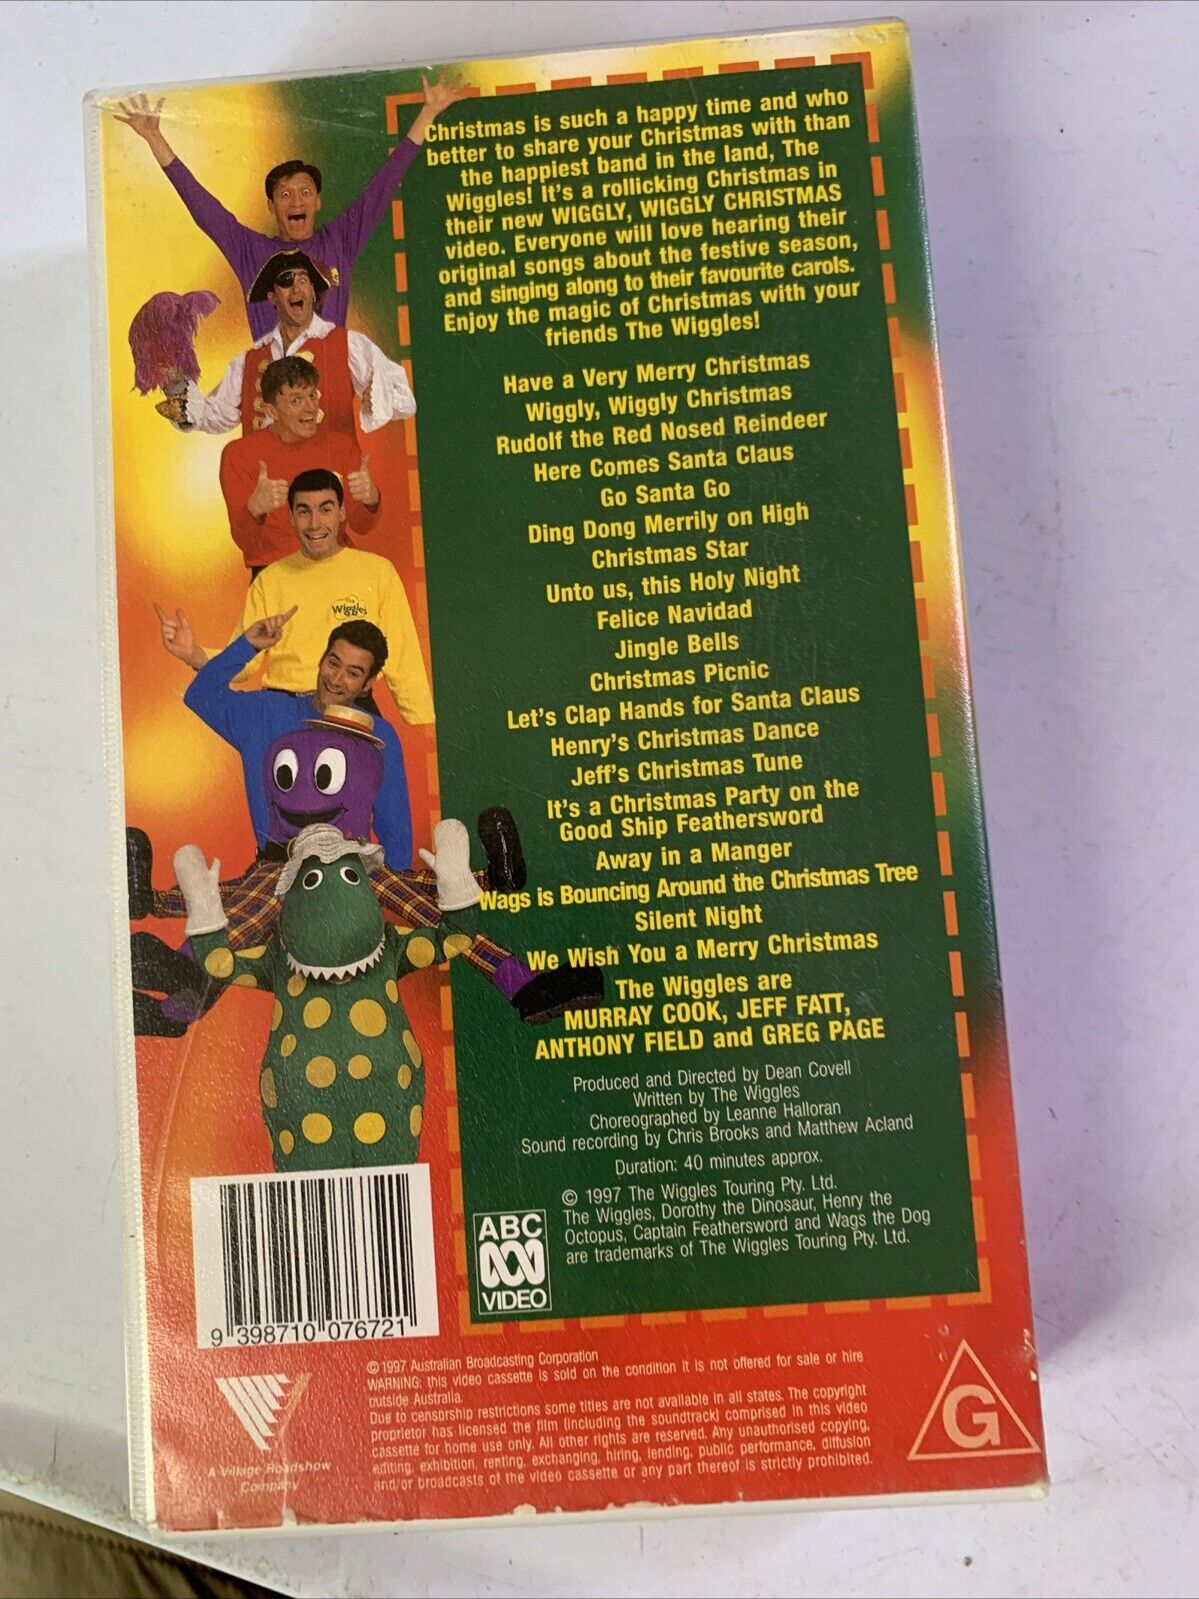 Christmas is such a happy time and who
better to share your Christmas with than
the happiest band in the land, The
Wiggles! It's a rollicking Christmas in
their new WIGGLY, WIGGLY CHRISTMAS
video. Everyone will love hearing their
original songs about the festive season,
and singing along to their favourite carols.
Enjoy the magic of Christmas with your
friends The Wiggles!
Have a Very Merry Christmas
Wiggly, Wiggly Christmas
Rudolf the Red Nosed Reindeer
Here Comes Santa Claus
Go Santa Go
Ding Dong Merrily on High
Christmas Star
Unto us, this Holy Night
Felice Navidad
Jingle Bells
Christmas Picnic
Let's Clap Hands for Santa Claus
Henry's Christmas Dance
Jeff's Christmas Tune
It's a Christmas Party on the
Good Ship Feathersword
Away in a Manger
Wags is Bouncing Around the Christmas Tree
Silent Night
We Wish You a Merry Christmas
The Wiggles are
MURRAY COOK, JEFF FATT,
ANTHONY FIELD and GREG PAGE
Produced and Directed by Dean Covell
Written by The Wiggles
Choreographed by Leanne Halloran
Sound recording by Chris Brooks and Matthew Acland
Duration: 40 minutes approx.
© 1997 The Wiggles Touring Pty. Ltd.
The Wiggles, Dorothy the Dinosaur, Henry the
Octopus, Captain Feathersword and Wags the Dog
are trademarks of The Wiggles Touring Pty. Ltd.
ABC
VIDEO
the
Wiggles
9 398710 076721
© 1997 Australian Broadcasting Corporation
WARNING: this video cassette is sold on the condition it is not offered for sale or hire
outside Australia.
Due to censorship restrictions some titles are not available in all states. The copyright
proprietor has licensed the film (including the soundtrack) comprised in this video
cassette for home use only. All other rights are reserved. Any unauthorised copying,
editing, exhibition, renting, exchanging, hiring, lending, public performance, diffusion
and/or broadcasts of the video cassette or any part thereof is strictly prohibited.
A Village Roadshow
Company
G